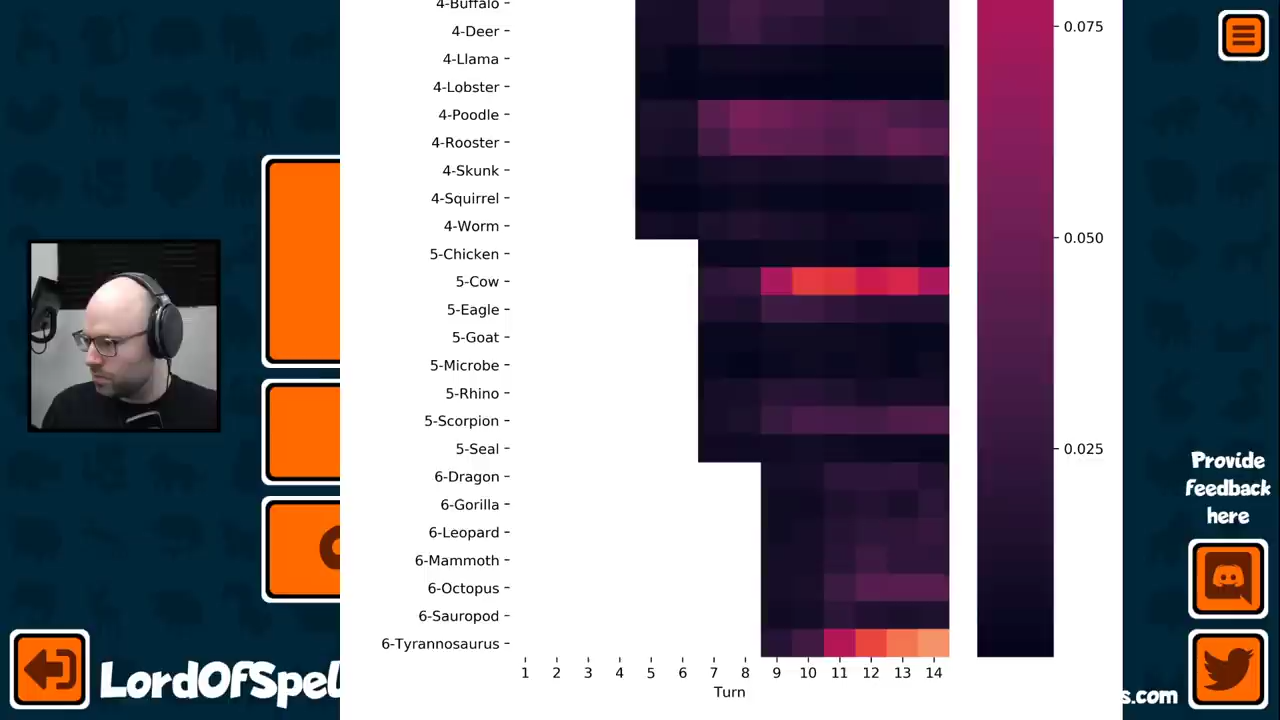 4-Buffalo
4-Deer
4-Llama
4-Lobster
4-Poodle
4-Rooster
4-Skunk
4-Squirrel
4-Worm
5-Chicken
5-Cow
5-Eagle
5-Goat
5-Microbe
5-Rhino
5-Scorpion
5-Seal
6-Dragon
6-Gorilla
6-Leopard
6-Mammoth
6-Octopus
6-Sauropod
6-Tyrannosaurus
1 2 3 4 5 6 7 8 9 10 11 12 13 14
Turn
0.075
0.050
0.025
Provide
feedback
here
LordOfSpel
s.com